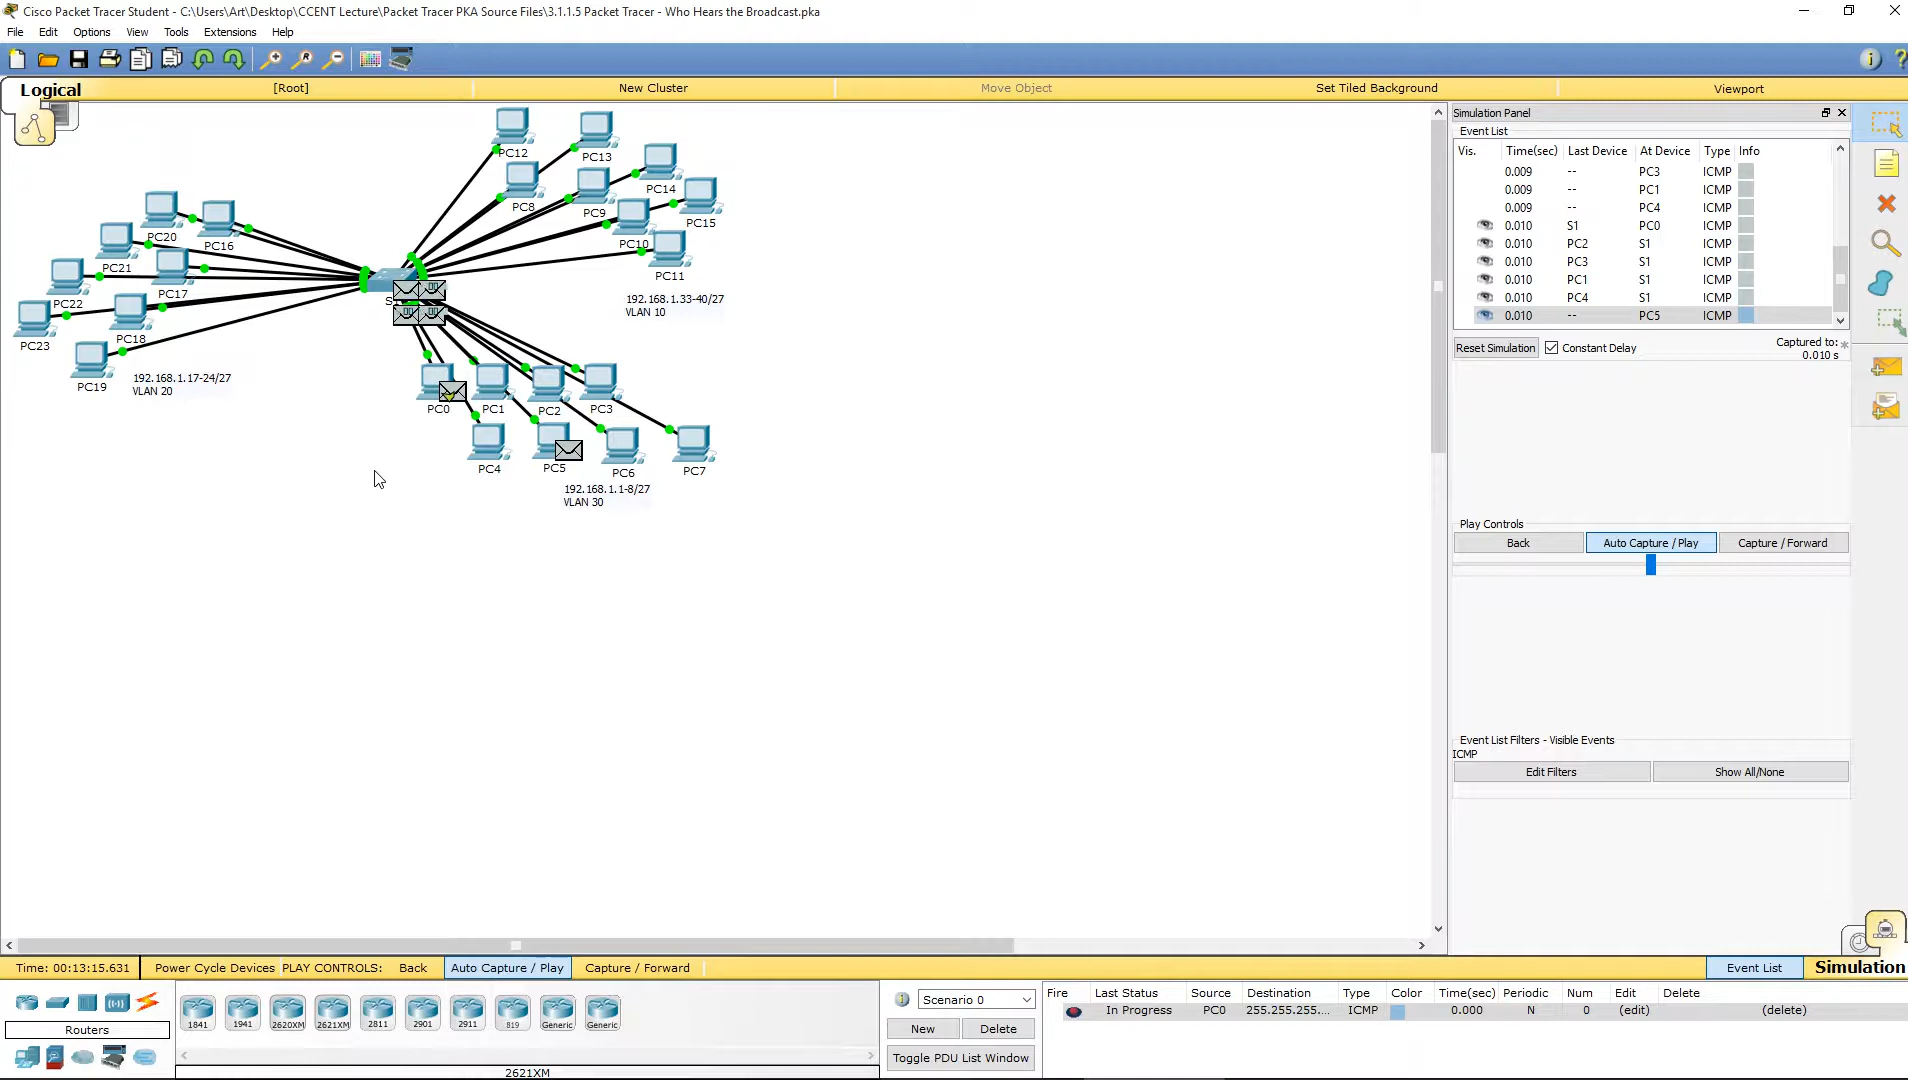 Cisco Packet Tracer Student - C:\Users\Art\Desktop\CCENT Lecture\Packet Tracer PKA Source Files\3.1.1.5 Packet Tracer - Who Hears the Broadcast.pka
File Edit Options View Tools Extensions Help
Logical [Root] New Cluster Move Object Set Tiled Background Viewport
PC12
PC13
PC14
PC8
PC9
PC15
PC10
PC11
192.168.1.33-40/27
VLAN 10
PC20
PC16
PC21
PC17
PC22
PC18
PC23
PC19
192.168.1.17-24/27
VLAN 20
PC0
PC1
PC2
PC3
PC4
PC5
PC6
PC7
192.168.1.1-8/27
VLAN 30
Simulation Panel
Event List
Vis. Time(sec) Last Device At Device Type Info
0.009 -- PC3 ICMP
0.009 -- PC1 ICMP
0.009 -- PC4 ICMP
0.010 S1 PC0 ICMP
0.010 PC2 S1 ICMP
0.010 PC3 S1 ICMP
0.010 PC1 S1 ICMP
0.010 PC4 S1 ICMP
0.010 -- PC5 ICMP
Reset Simulation Constant Delay Captured to: *
0.010 s
Play Controls
Back Auto Capture / Play Capture / Forward
Event List Filters - Visible Events
ICMP
Edit Filters Show All/None
Time: 00:13:15.631 Power Cycle Devices PLAY CONTROLS: Back Auto Capture / Play Capture / Forward Event List Simulation
Routers
1841 1941 2620XM 2621XM 2811 2901 2911 819 Generic Generic
2621XM
Scenario 0
New Delete
Toggle PDU List Window
Fire Last Status Source Destination Type Color Time(sec) Periodic Num Edit Delete
In Progress PC0 255.255.255.... ICMP 0.000 N 0 (edit) (delete)